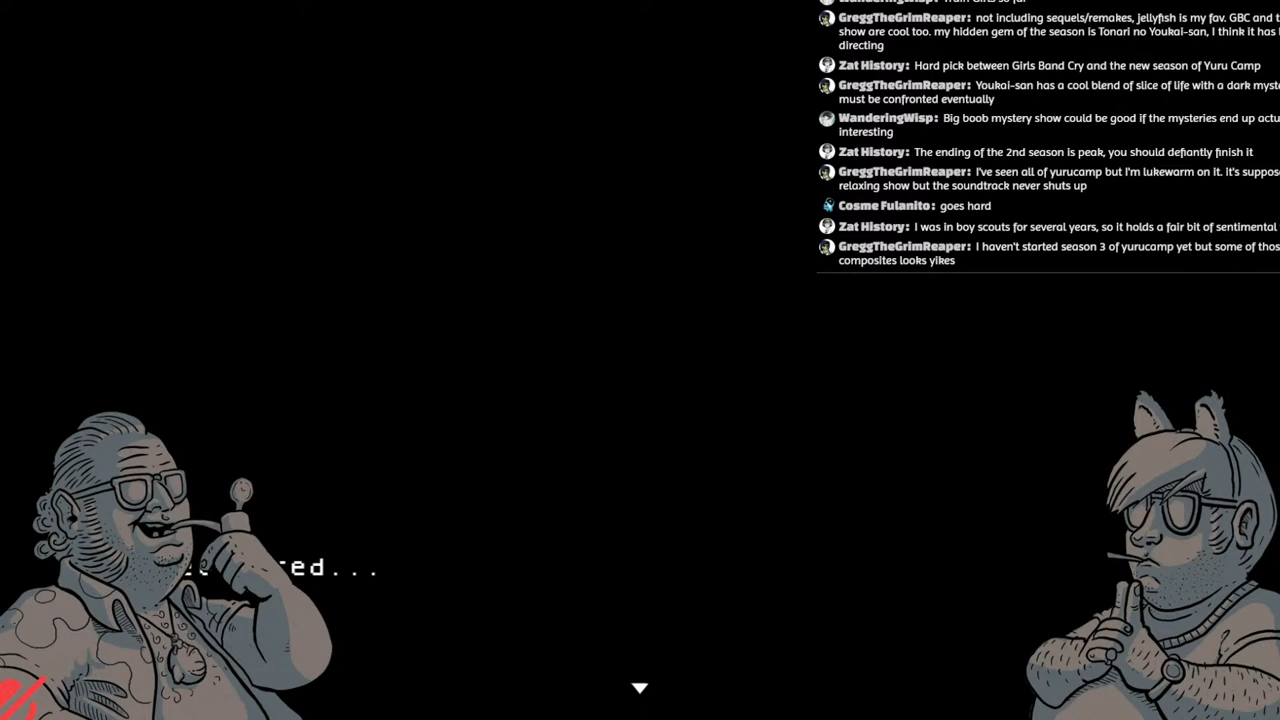 GreggTheGrimReaper: not including sequels/remakes, jellyfish is my fav. GBC and
show are cool too. my hidden gem of the season is Tonari no Youkai-san, I think it has
directing
Zat History: Hard pick between Girls Band Cry and the new season of Yuru Camp
GreggTheGrimReaper: Youkai-san has a cool blend of slice of life with a dark
must be confronted eventually
WanderingWisp: Big boob mystery show could be good if the mysteries end up
interesting
Zat History: The ending of the 2nd season is peak, you should defiantly finish it
GreggTheGrimReaper: I've seen all of yurucamp but I'm lukewarm on it. it's
relaxing show but the soundtrack never shuts up
Cosme Fulanito: goes hard
Zat History: I was in boy scouts for several years, so it holds a fair bit of sentimental
GreggTheGrimReaper: I haven't started season 3 of yurucamp yet but some of
composites looks yikes